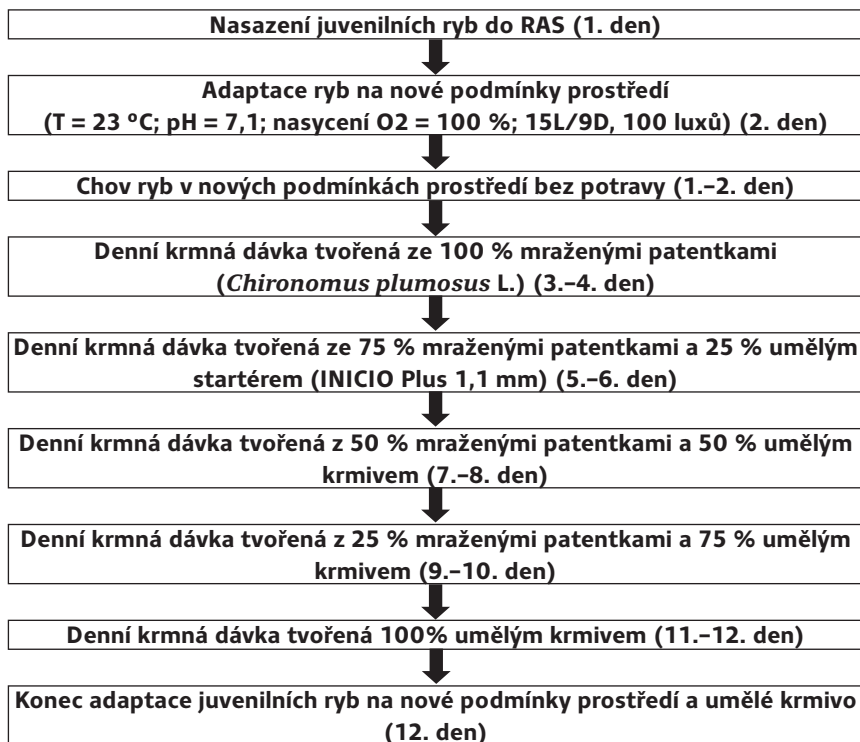 Nasazení juvenilních ryb do RAS (1. den)
Adaptace ryb na nové podmínky prostředí
(T = 23 ºC; pH = 7,1; nasycení O2 = 100 %; 15L/9D, 100 luxů) (2. den)
Chov ryb v nových podmínkách prostředí bez potravy (1.–2. den)
Denní krmná dávka tvořená ze 100 % mraženými patentkami
(Chironomus plumosus L.) (3.–4. den)
Denní krmná dávka tvořená ze 75 % mraženými patentkami a 25 % umělým
startérem (INICIO Plus 1,1 mm) (5.–6. den)
Denní krmná dávka tvořená z 50 % mraženými patentkami a 50 % umělým
krmivem (7.–8. den)
Denní krmná dávka tvořená z 25 % mraženými patentkami a 75 % umělým
krmivem (9.–10. den)
Denní krmná dávka tvořená 100% umělým krmivem (11.–12. den)
Konec adaptace juvenilních ryb na nové podmínky prostředí a umělé krmivo
(12. den)